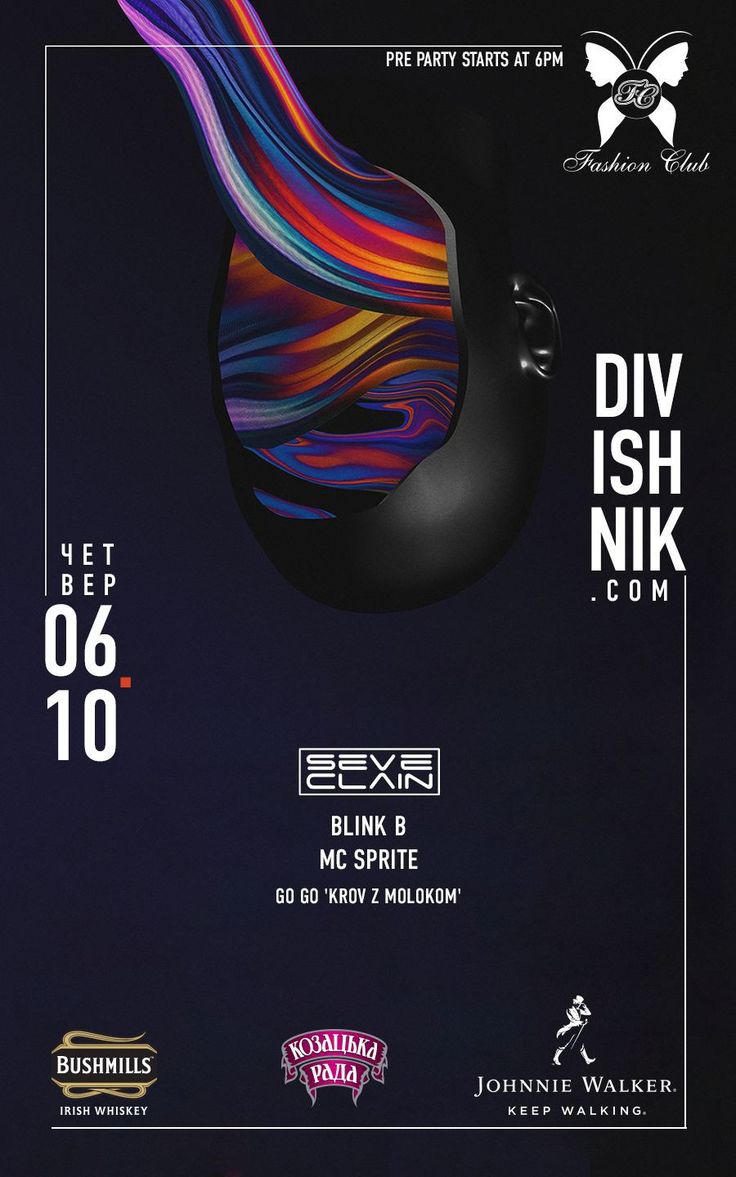 PRE PARTY STARTS AT 6PM
FC
Fashion Club
DIV
ISH
NIK
.COM
ЧЕТ
ВЕР
06.
10
SEVE
CLAIN
BLINK B
MC SPRITE
GO GO 'KROV Z MOLOKOM'
BUSHMILLS
IRISH WHISKEY
КОЗАЦЬКА
РАДА
JOHNNIE WALKER®
KEEP WALKING®